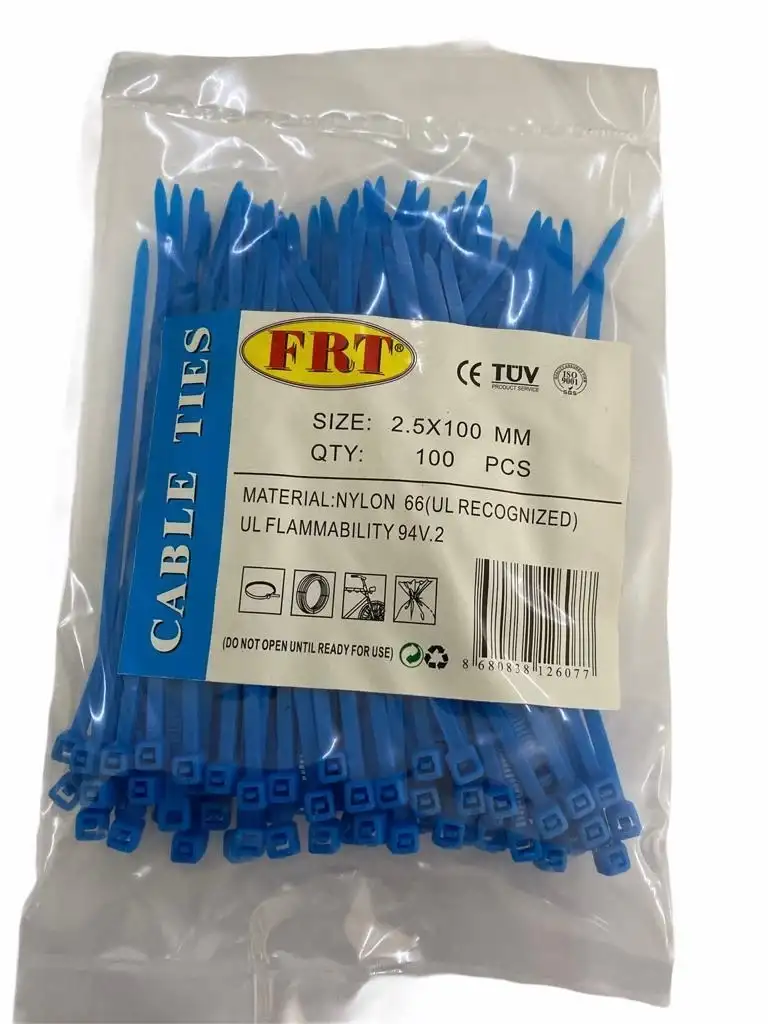 CABLE TIES
FRT®
CE TÜV
PRODUCT SERVICE
ISO
9001
SGS
SIZE: 2.5X100 MM
QTY: 100 PCS
MATERIAL:NYLON 66(UL RECOGNIZED)
UL FLAMMABILITY 94V.2
(DO NOT OPEN UNTIL READY FOR USE)
8 680838 126077